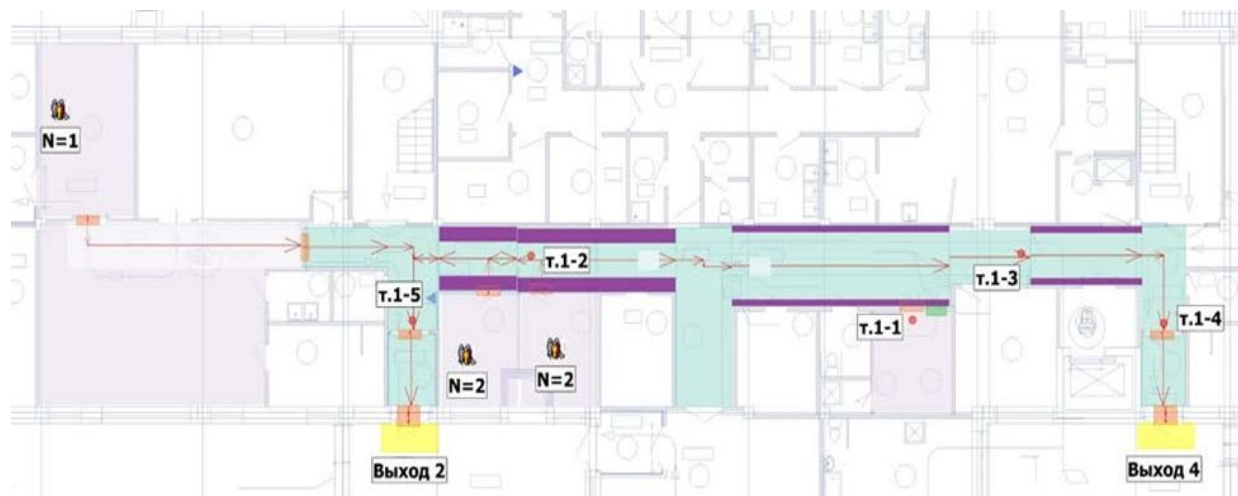 N=1
т.1-2
т.1-3
т.1-5
т.1-1
т.1-4
N=2
N=2
Выход 2
Выход 4